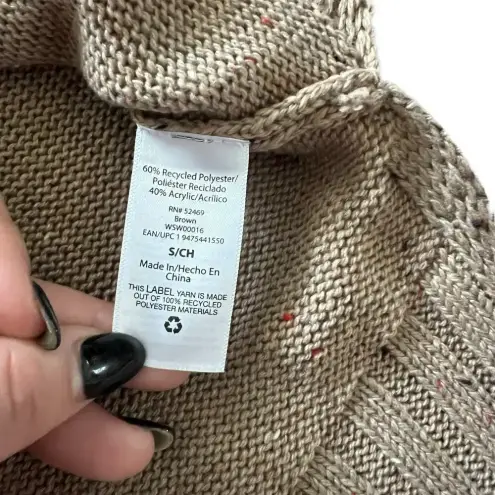 60% Recycled Polyester/
Poliéster Reciclado
40% Acrylic/Acrílico
RN# 52469
Brown
WSW00016
EAN/UPC 1 9475441550
S/CH
Made In/Hecho En
China
THIS LABEL YARN IS MADE
OUT OF 100% RECYCLED
POLYESTER MATERIALS